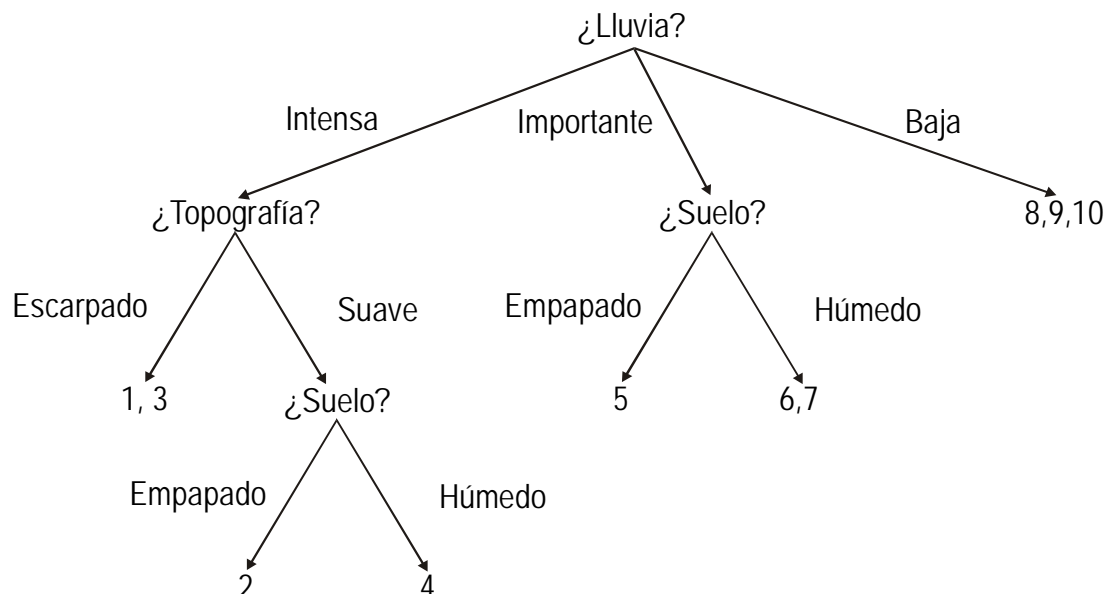 ¿Lluvia?
Intensa
Importante
Baja
¿Topografía?
¿Suelo?
8,9,10
Escarpado
Suave
Empapado
Húmedo
1, 3
¿Suelo?
5
6,7
Empapado
Húmedo
2
4